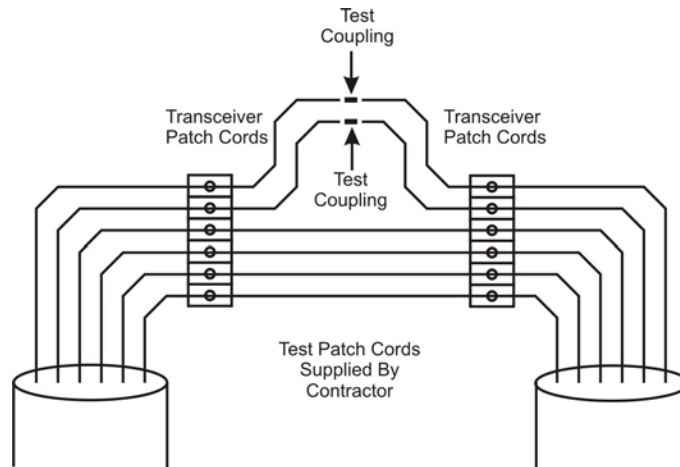 Test
Coupling
Transceiver
Patch Cords
Transceiver
Patch Cords
Test
Coupling
Test Patch Cords
Supplied By
Contractor